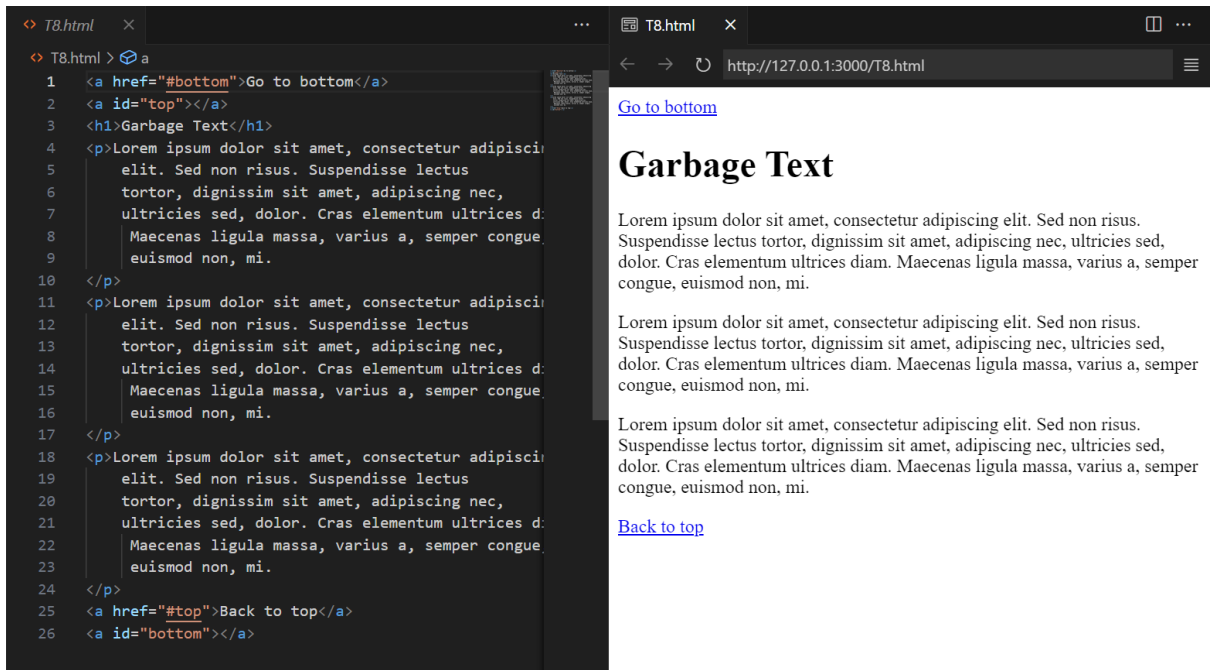 T8.html
T8.html > a
1 <a href="#bottom">Go to bottom</a>
2 <a id="top"></a>
3 <h1>Garbage Text</h1>
4 <p>Lorem ipsum dolor sit amet, consectetur adipiscin
5 elit. Sed non risus. Suspendisse lectus
6 tortor, dignissim sit amet, adipiscing nec,
7 ultricies sed, dolor. Cras elementum ultrices d
8 Maecenas ligula massa, varius a, semper congue,
9 euismod non, mi.
10 </p>
11 <p>Lorem ipsum dolor sit amet, consectetur adipiscin
12 elit. Sed non risus. Suspendisse lectus
13 tortor, dignissim sit amet, adipiscing nec,
14 ultricies sed, dolor. Cras elementum ultrices d
15 Maecenas ligula massa, varius a, semper congue
16 euismod non, mi.
17 </p>
18 <p>Lorem ipsum dolor sit amet, consectetur adipiscin
19 elit. Sed non risus. Suspendisse lectus
20 tortor, dignissim sit amet, adipiscing nec,
21 ultricies sed, dolor. Cras elementum ultrices d
22 Maecenas ligula massa, varius a, semper congue,
23 euismod non, mi.
24 </p>
25 <a href="#top">Back to top</a>
26 <a id="bottom"></a>
T8.html
http://127.0.0.1:3000/T8.html
Go to bottom
Garbage Text
Lorem ipsum dolor sit amet, consectetur adipiscing elit. Sed non risus.
Suspendisse lectus tortor, dignissim sit amet, adipiscing nec, ultricies sed,
dolor. Cras elementum ultrices diam. Maecenas ligula massa, varius a, semper
congue, euismod non, mi.
Lorem ipsum dolor sit amet, consectetur adipiscing elit. Sed non risus.
Suspendisse lectus tortor, dignissim sit amet, adipiscing nec, ultricies sed,
dolor. Cras elementum ultrices diam. Maecenas ligula massa, varius a, semper
congue, euismod non, mi.
Lorem ipsum dolor sit amet, consectetur adipiscing elit. Sed non risus.
Suspendisse lectus tortor, dignissim sit amet, adipiscing nec, ultricies sed,
dolor. Cras elementum ultrices diam. Maecenas ligula massa, varius a, semper
congue, euismod non, mi.
Back to top